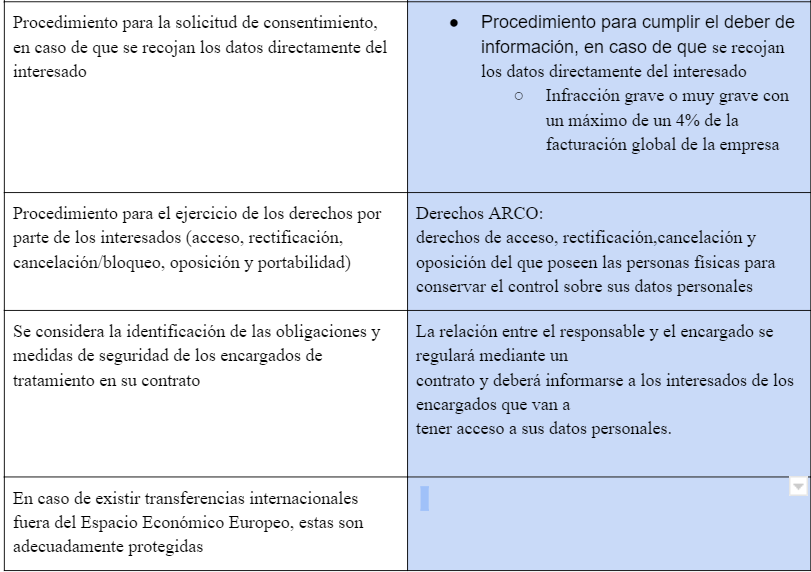 Procedimiento para la solicitud de consentimiento,
en caso de que se recojan los datos directamente del
interesado
● Procedimiento para cumplir el deber de
información, en caso de que se recojan
los datos directamente del interesado
○ Infracción grave o muy grave con
un máximo de un 4% de la
facturación global de la empresa
Procedimiento para el ejercicio de los derechos por
parte de los interesados (acceso, rectificación,
cancelación/bloqueo, oposición y portabilidad)
Derechos ARCO:
derechos de acceso, rectificación,cancelación y
oposición del que poseen las personas físicas para
conservar el control sobre sus datos personales
Se considera la identificación de las obligaciones y
medidas de seguridad de los encargados de
tratamiento en su contrato
La relación entre el responsable y el encargado se
regulará mediante un
contrato y deberá informarse a los interesados de los
encargados que van a
tener acceso a sus datos personales.
En caso de existir transferencias internacionales
fuera del Espacio Económico Europeo, estas son
adecuadamente protegidas